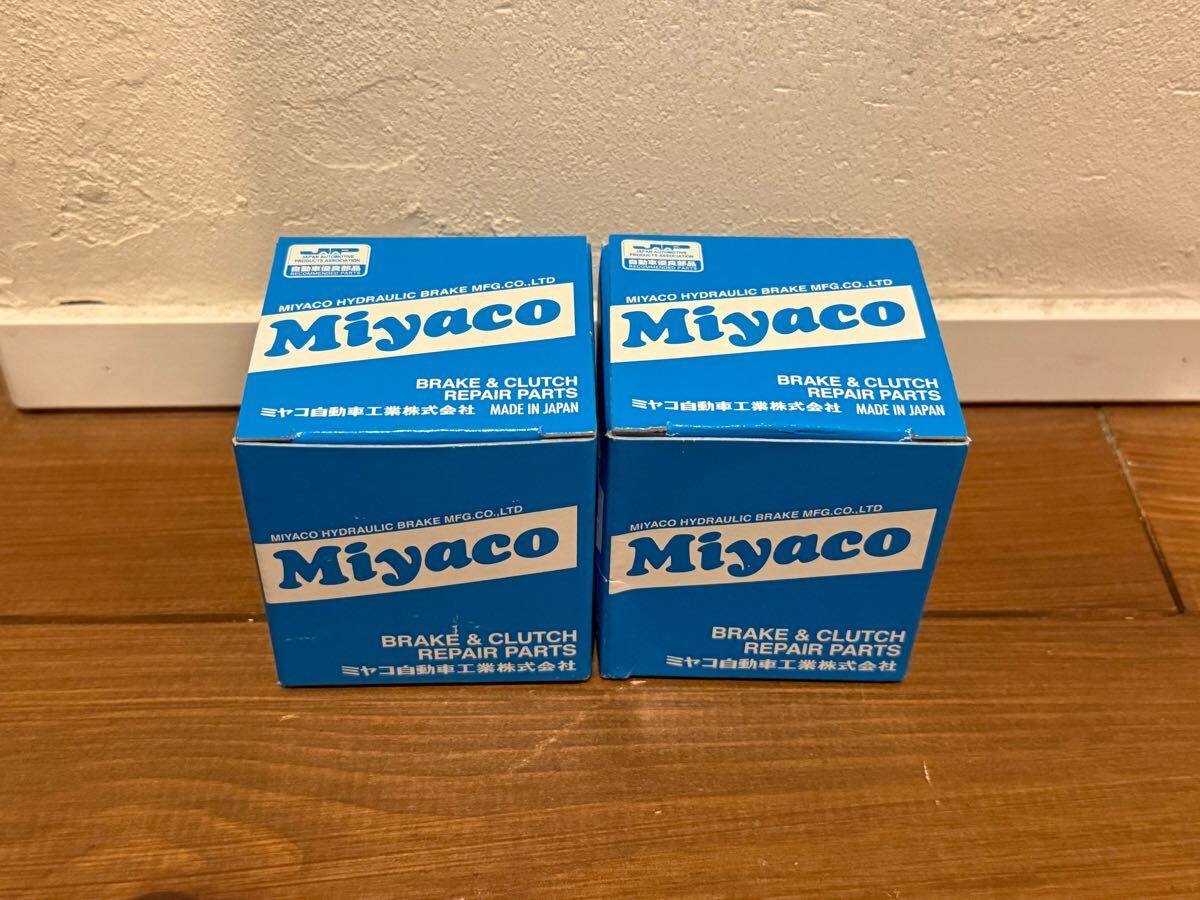 JAPAN AUTOMOTIVE
PRODUCTS ASSOCIATION
自動車優良部品
RECOMMENDED PARTS
MIYACO HYDRAULIC BRAKE MFG.CO.,LTD
Miyaco
BRAKE & CLUTCH
REPAIR PARTS
ミヤコ自動車工業株式会社 MADE IN JAPAN
MIYACO HYDRAULIC BRAKE MFG.CO.,LTD
Miyaco
BRAKE & CLUTCH
REPAIR PARTS
ミヤコ自動車工業株式会社
JAPAN AUTOMOTIVE
PRODUCTS ASSOCIATION
自動車優良部品
RECOMMENDED PARTS
MIYACO HYDRAULIC BRAKE MFG.CO.,LTD
Miyaco
BRAKE & CLUTCH
REPAIR PARTS
ミヤコ自動車工業株式会社 MADE IN JAPAN
MIYACO HYDRAULIC BRAKE MFG.CO.,LTD
Miyaco
BRAKE & CLUTCH
REPAIR PARTS
ミヤコ自動車工業株式会社